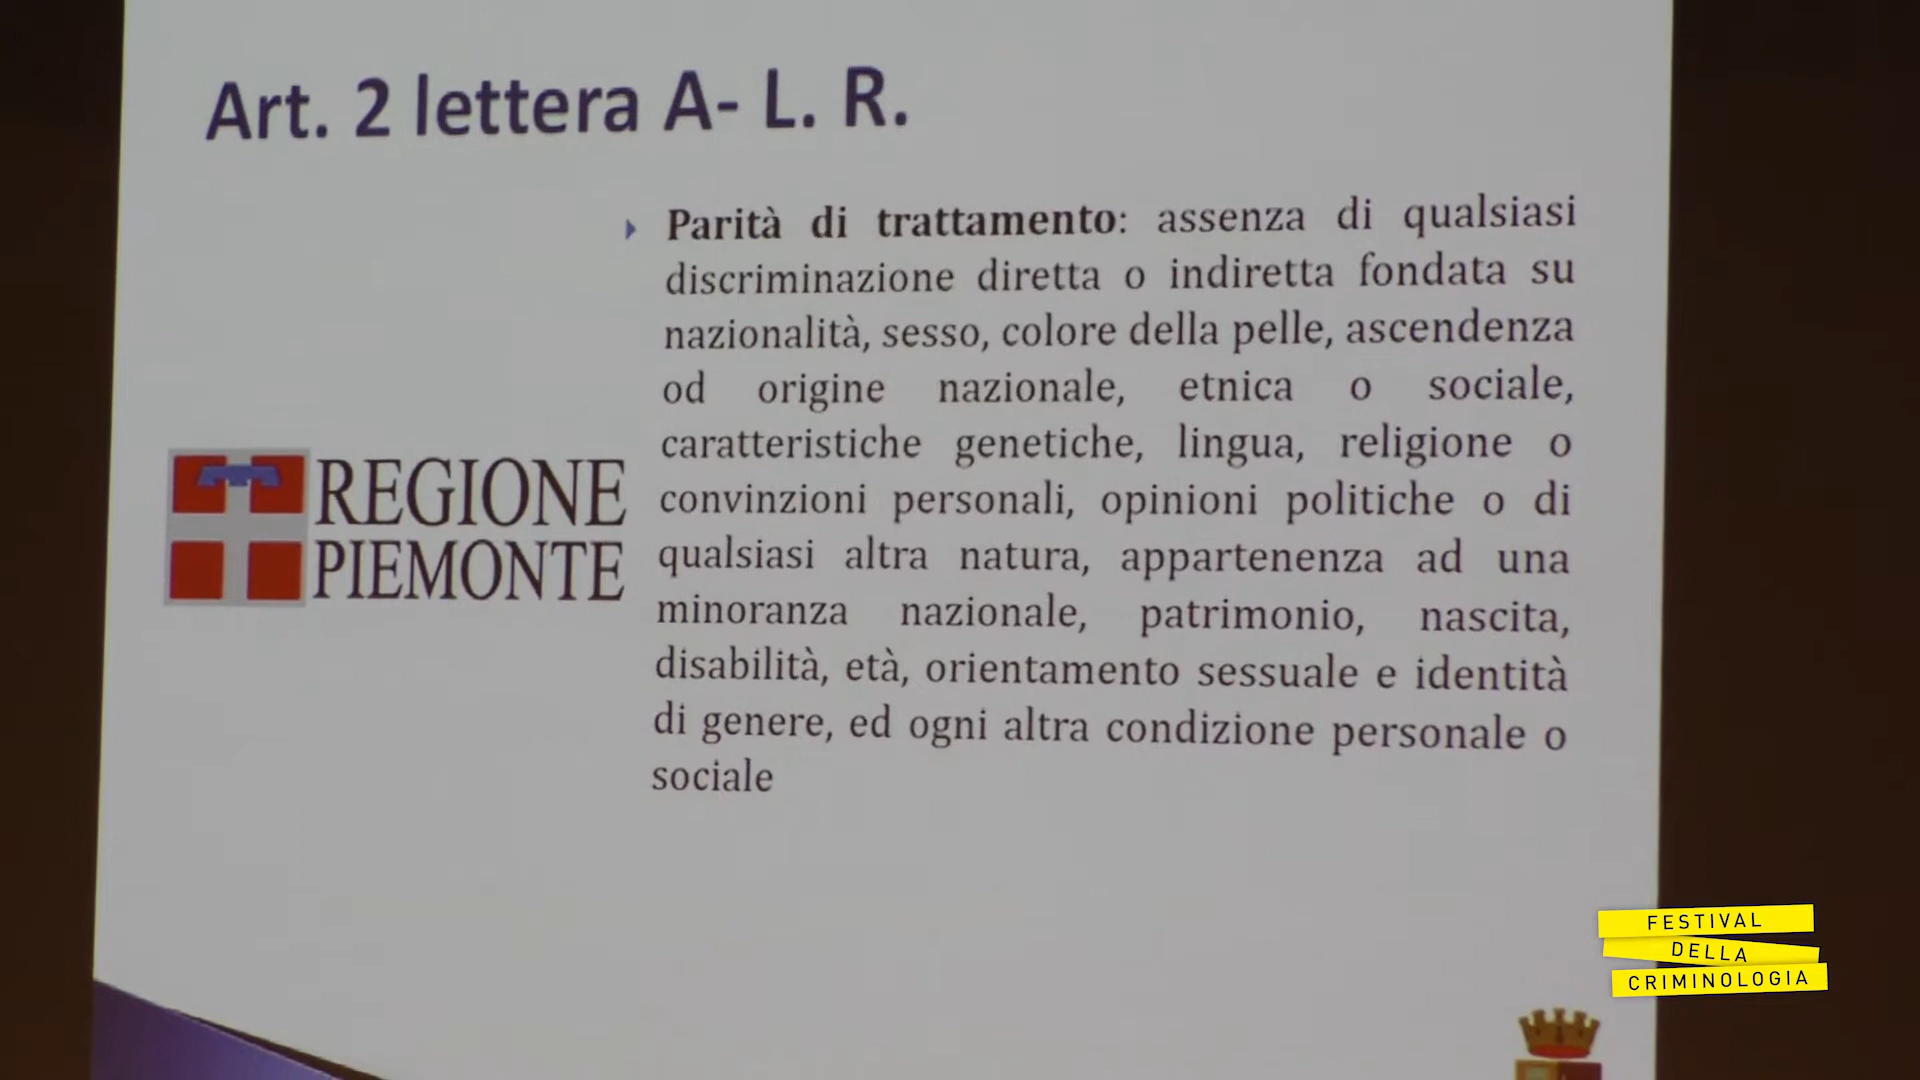 Art. 2 lettera A- L. R.
Parità di trattamento: assenza di qualsiasi
discriminazione diretta o indiretta fondata su
nazionalità, sesso, colore della pelle, ascendenza
od origine nazionale, etnica o sociale,
caratteristiche genetiche, lingua, religione o
convinzioni personali, opinioni politiche o di
qualsiasi altra natura, appartenenza ad una
minoranza nazionale, patrimonio, nascita,
disabilità, età, orientamento sessuale e identità
di genere, ed ogni altra condizione personale o
sociale
REGIONE
PIEMONTE
FESTIVAL
DELLA
CRIMINOLOGIA